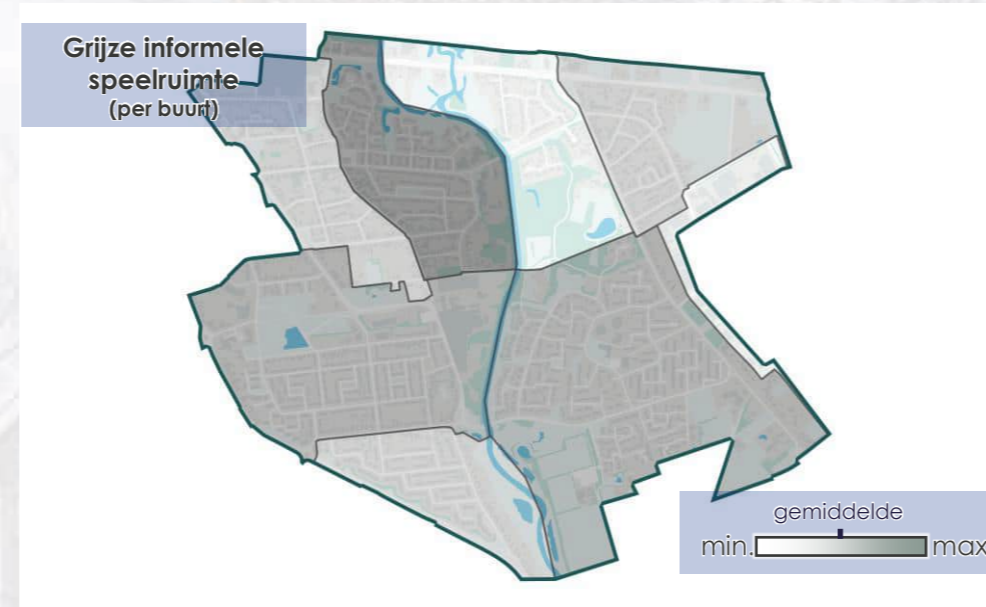 Grijze informele
speelruimte
(per buurt)
gemiddelde
min.
max